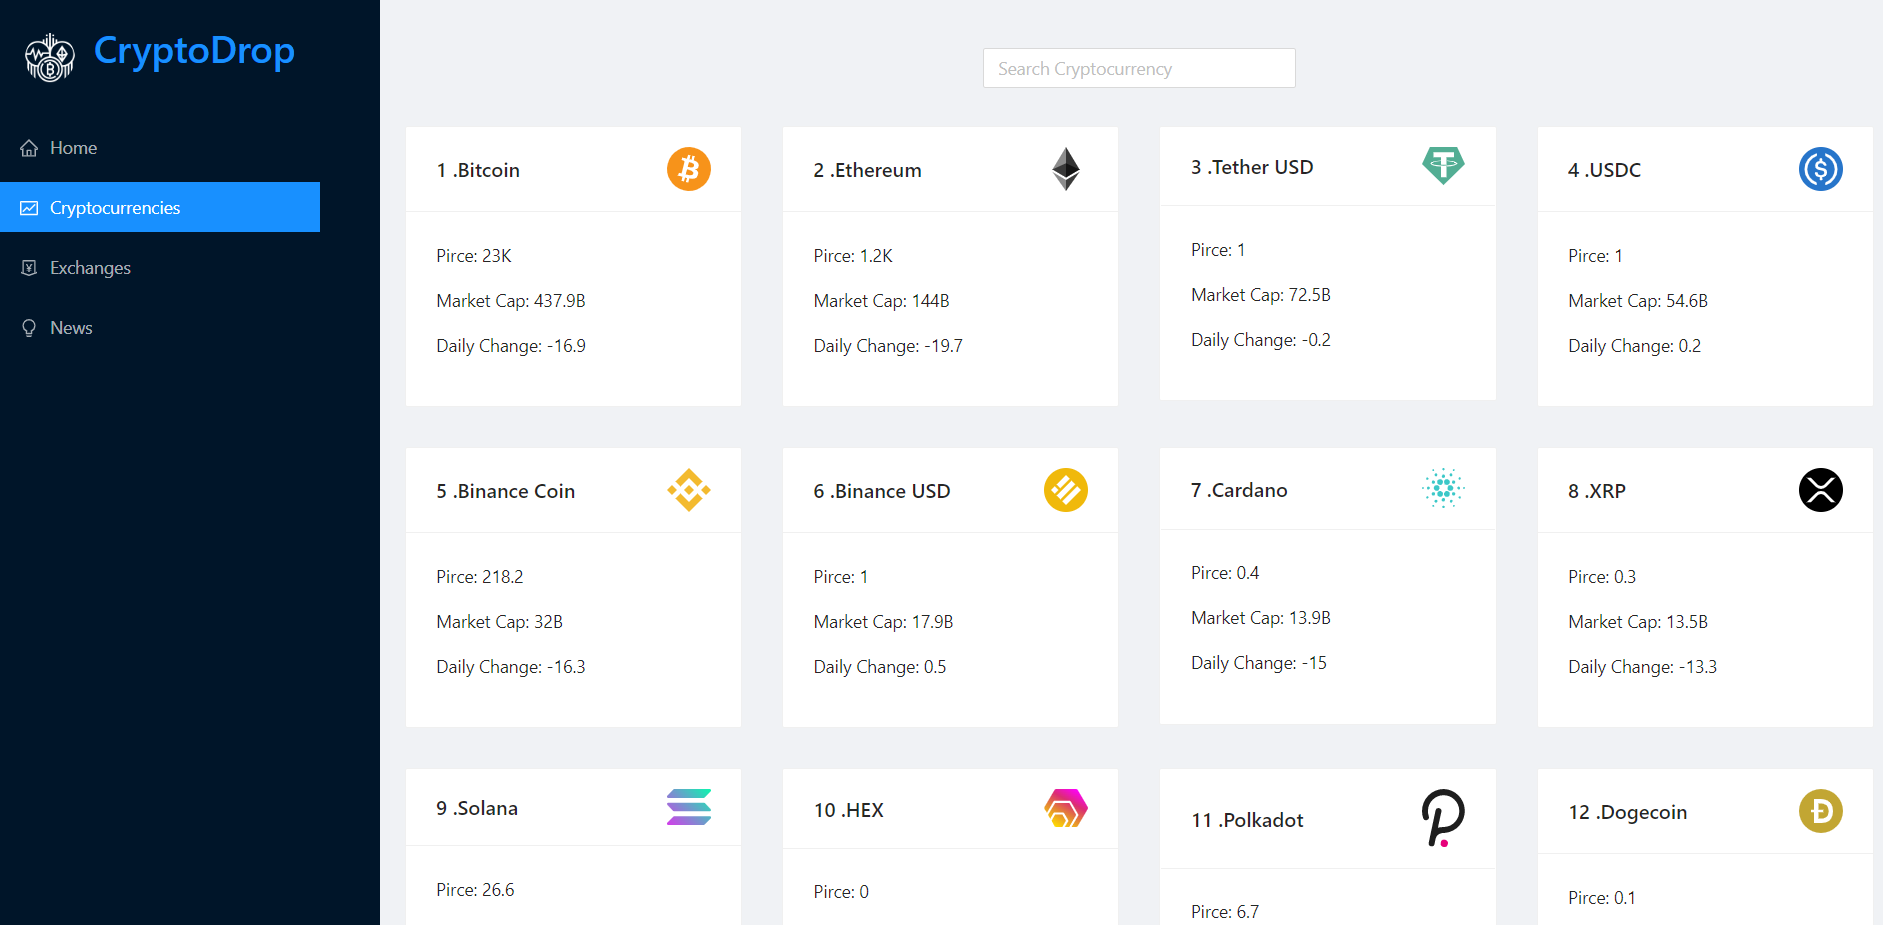 CryptoDrop
Home
Cryptocurrencies
Exchanges
News
Search Cryptocurrency
1 .Bitcoin
Pirce: 23K
Market Cap: 437.9B
Daily Change: -16.9
2 .Ethereum
Pirce: 1.2K
Market Cap: 144B
Daily Change: -19.7
3 .Tether USD
Pirce: 1
Market Cap: 72.5B
Daily Change: -0.2
4 .USDC
Pirce: 1
Market Cap: 54.6B
Daily Change: 0.2
5 .Binance Coin
Pirce: 218.2
Market Cap: 32B
Daily Change: -16.3
6 .Binance USD
Pirce: 1
Market Cap: 17.9B
Daily Change: 0.5
7 .Cardano
Pirce: 0.4
Market Cap: 13.9B
Daily Change: -15
8 .XRP
Pirce: 0.3
Market Cap: 13.5B
Daily Change: -13.3
9 .Solana
Pirce: 26.6
10 .HEX
Pirce: 0
11 .Polkadot
Pirce: 6.7
12 .Dogecoin
Pirce: 0.1